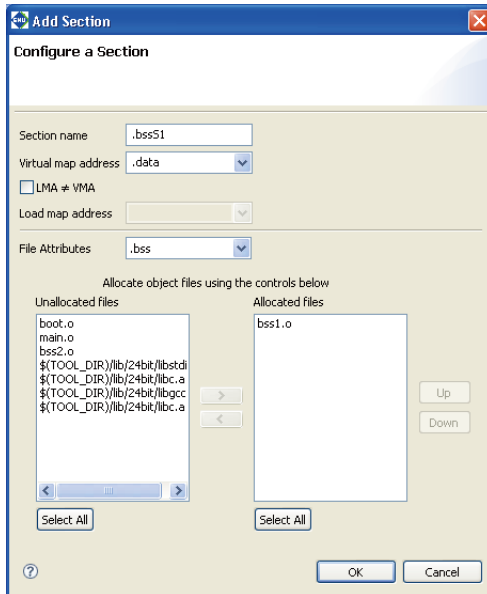 GNU Add Section
Configure a Section
Section name .bssS1
Virtual map address .data
LMA ≠ VMA
Load map address
File Attributes .bss
Allocate object files using the controls below
Unallocated files Allocated files
boot.o bss1.o
main.o
bss2.o
$(TOOL_DIR)/lib/24bit/libstdi
$(TOOL_DIR)/lib/24bit/libc.a
$(TOOL_DIR)/lib/24bit/libgcc
$(TOOL_DIR)/lib/24bit/libc.a
> Up
< Down
Select All Select All
? OK Cancel